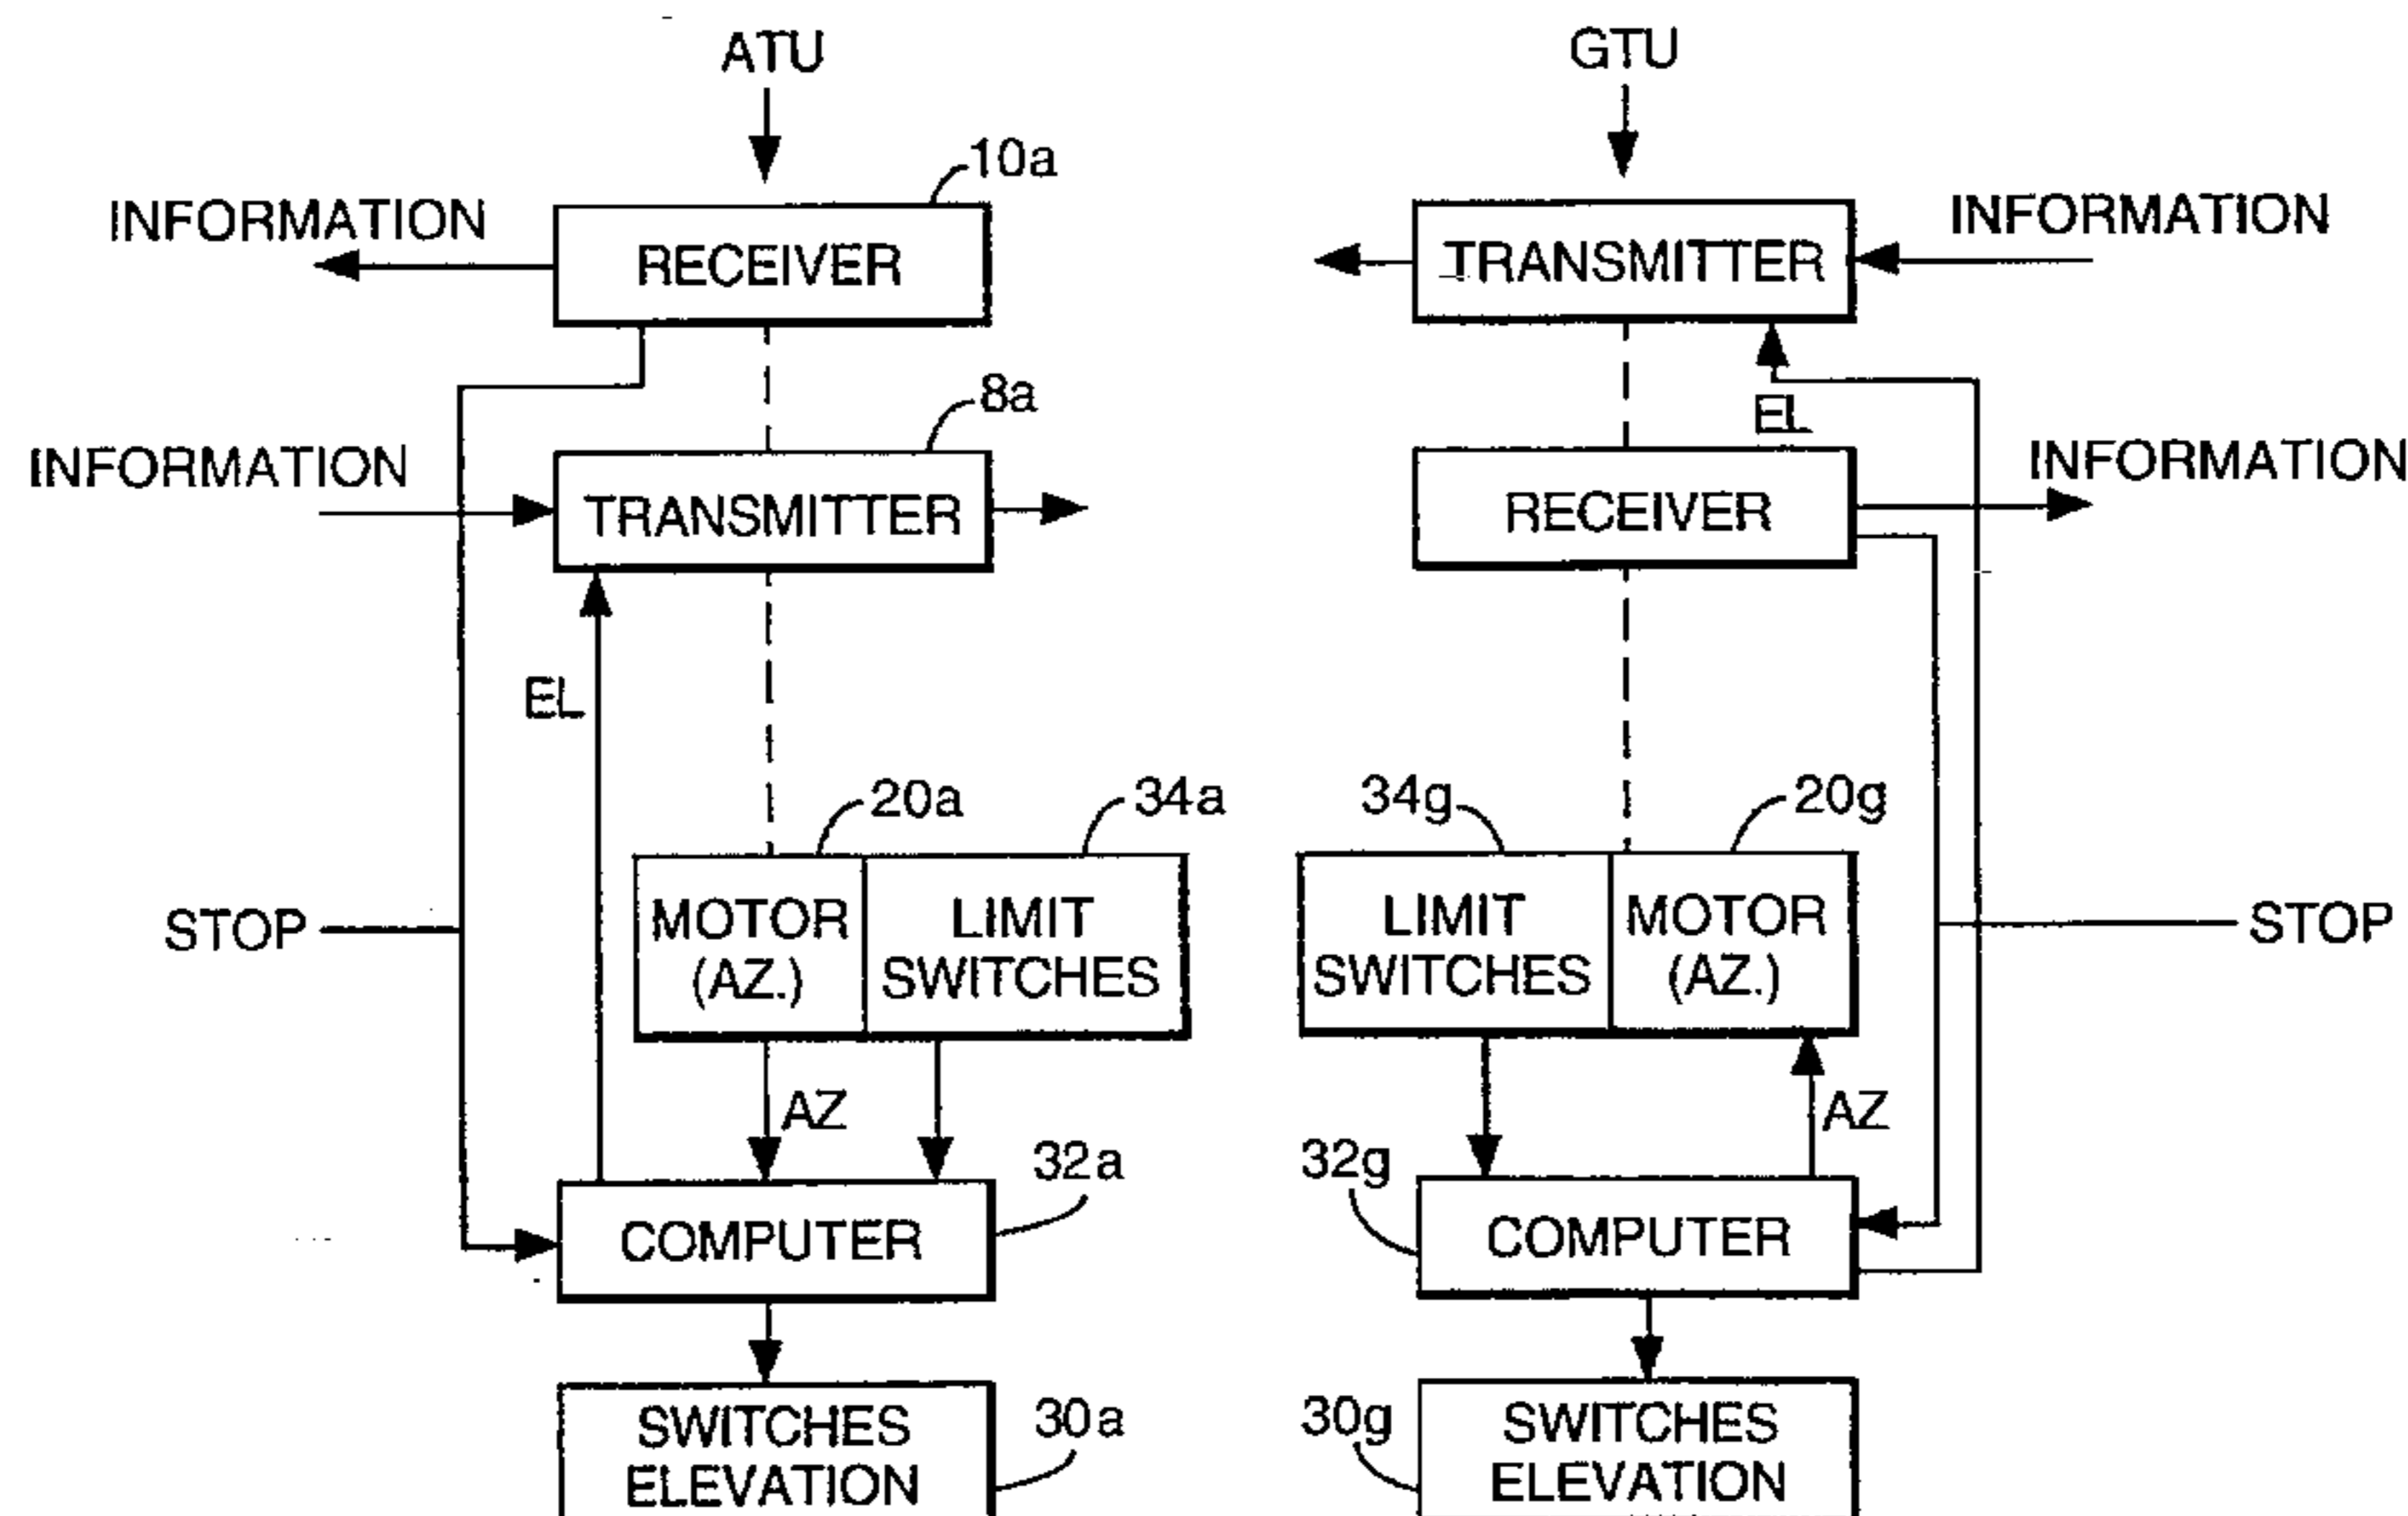 ATU
GTU
10a
INFORMATION
RECEIVER
TRANSMITTER
INFORMATION
8a
EL
INFORMATION
TRANSMITTER
RECEIVER
INFORMATION
EL
20a
34a
34g
20g
STOP
MOTOR
(AZ.)
LIMIT
SWITCHES
LIMIT
SWITCHES
MOTOR
(AZ.)
STOP
AZ
AZ
32a
32g
COMPUTER
COMPUTER
SWITCHES
ELEVATION
30a
30g
SWITCHES
ELEVATION